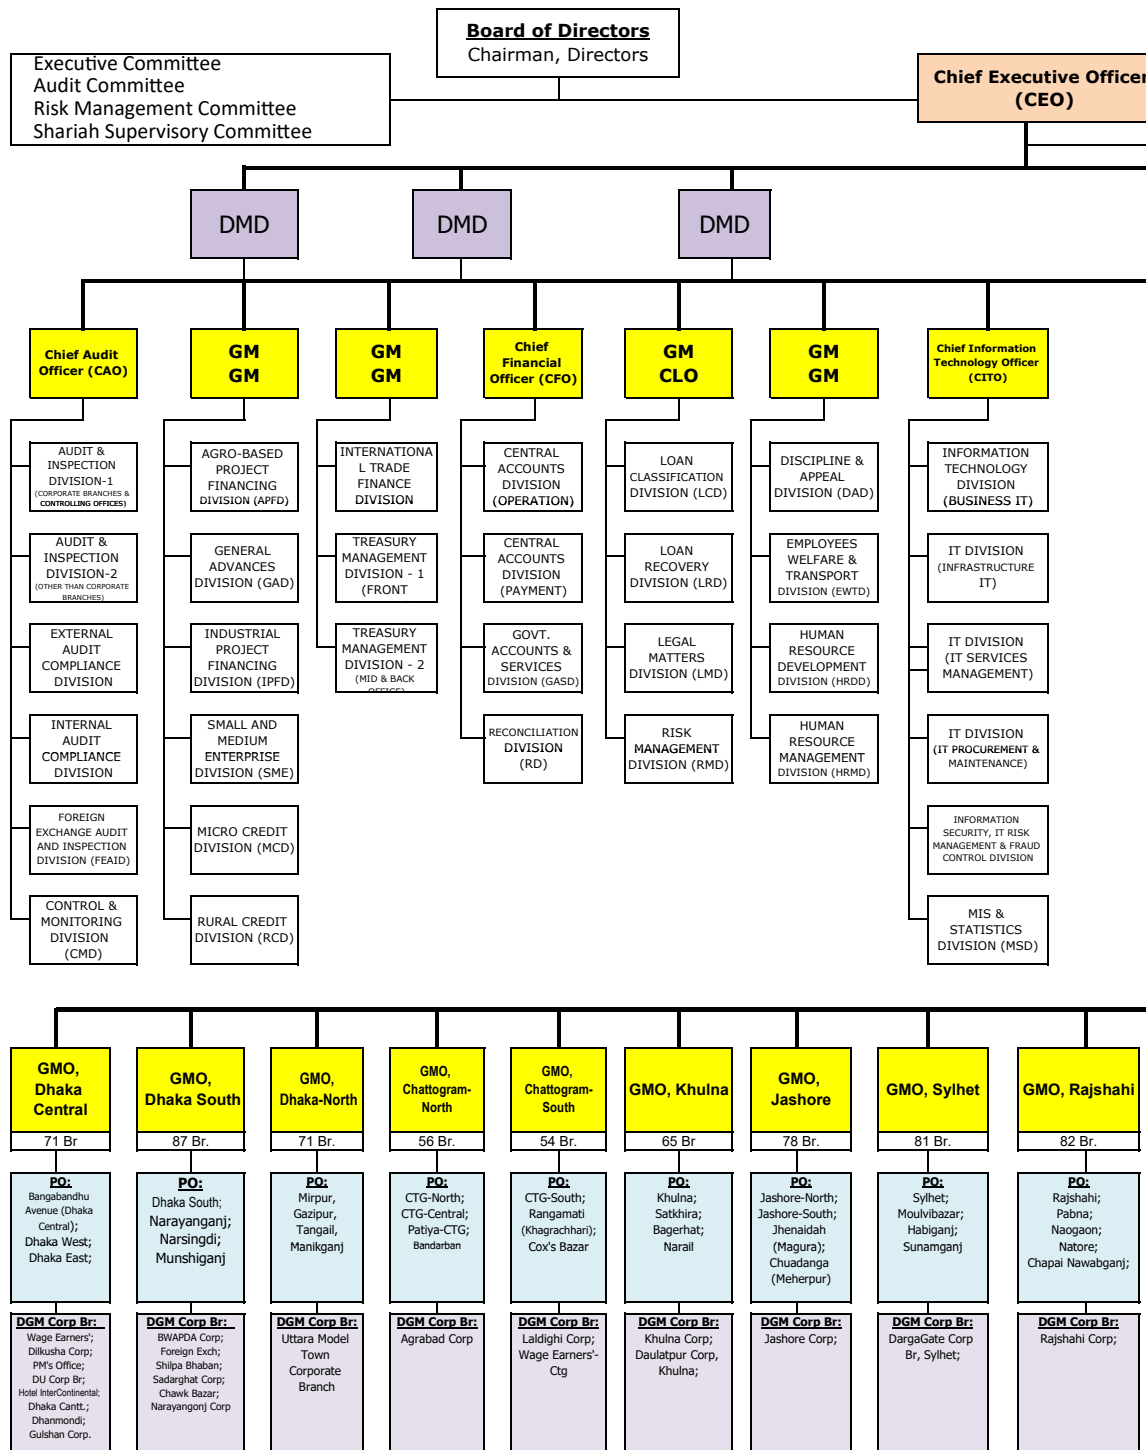 Board of Directors
Chairman, Directors
Executive Committee
Audit Committee
Risk Management Committee
Shariah Supervisory Committee
Chief Executive Officer
(CEO)
DMD
DMD
DMD
Chief Audit
Officer (CAO)
GM
GM
GM
GM
Chief
Financial
Officer (CFO)
GM
CLO
GM
GM
Chief Information
Technology Officer
(CITO)
AUDIT &
INSPECTION
DIVISION-1
(CORPORATE BRANCHES &
CONTROLLING OFFICES)
AUDIT &
INSPECTION
DIVISION-2
(OTHER THAN CORPORATE
BRANCHES)
EXTERNAL
AUDIT
COMPLIANCE
DIVISION
INTERNAL
AUDIT
COMPLIANCE
DIVISION
FOREIGN
EXCHANGE AUDIT
AND INSPECTION
DIVISION (FEAID)
CONTROL &
MONITORING
DIVISION
(CMD)
AGRO-BASED
PROJECT
FINANCING
DIVISION (APFD)
GENERAL
ADVANCES
DIVISION (GAD)
INDUSTRIAL
PROJECT
FINANCING
DIVISION (IPFD)
SMALL AND
MEDIUM
ENTERPRISE
DIVISION (SME)
MICRO CREDIT
DIVISION (MCD)
RURAL CREDIT
DIVISION (RCD)
INTERNATIONA
L TRADE
FINANCE
DIVISION
TREASURY
MANAGEMENT
DIVISION - 1
(FRONT
TREASURY
MANAGEMENT
DIVISION - 2
(MID & BACK
OFFICE)
CENTRAL
ACCOUNTS
DIVISION
(OPERATION)
CENTRAL
ACCOUNTS
DIVISION
(PAYMENT)
GOVT.
ACCOUNTS &
SERVICES
DIVISION (GASD)
RECONCILIATION
DIVISION
(RD)
LOAN
CLASSIFICATION
DIVISION (LCD)
LOAN
RECOVERY
DIVISION (LRD)
LEGAL
MATTERS
DIVISION (LMD)
RISK
MANAGEMENT
DIVISION (RMD)
DISCIPLINE &
APPEAL
DIVISION (DAD)
EMPLOYEES
WELFARE &
TRANSPORT
DIVISION (EWTD)
HUMAN
RESOURCE
DEVELOPMENT
DIVISION (HRDD)
HUMAN
RESOURCE
MANAGEMENT
DIVISION (HRMD)
INFORMATION
TECHNOLOGY
DIVISION
(BUSINESS IT)
IT DIVISION
(INFRASTRUCTURE
IT)
IT DIVISION
(IT SERVICES
MANAGEMENT)
IT DIVISION
(IT PROCUREMENT &
MAINTENANCE)
INFORMATION
SECURITY, IT RISK
MANAGEMENT & FRAUD
CONTROL DIVISION
MIS &
STATISTICS
DIVISION (MSD)
GMO,
Dhaka
Central
71 Br
PO:
Bangabandhu
Avenue (Dhaka
Central);
Dhaka West;
Dhaka East;
DGM Corp Br:
Wage Earners';
Dilkusha Corp;
PM's Office;
DU Corp Br;
Hotel InterContinental;
Dhaka Cantt.;
Dhanmondi;
Gulshan Corp.
GMO,
Dhaka South
87 Br.
PO:
Dhaka South;
Narayanganj;
Narsingdi;
Munshiganj
DGM Corp Br:
BWAPDA Corp;
Foreign Exch;
Shilpa Bhaban;
Sadarghat Corp;
Chawk Bazar;
Narayangonj Corp
GMO,
Dhaka-North
71 Br.
PO:
Mirpur,
Gazipur,
Tangail,
Manikganj
DGM Corp Br:
Uttara Model
Town
Corporate
Branch
GMO,
Chattogram-
North
56 Br.
PO:
CTG-North;
CTG-Central;
Patiya-CTG;
Bandarban
DGM Corp Br:
Agrabad Corp
GMO,
Chattogram-
South
54 Br.
PO:
CTG-South;
Rangamati
(Khagrachhari);
Cox's Bazar
DGM Corp Br:
Laldighi Corp;
Wage Earners'-
Ctg
GMO, Khulna
65 Br
PO:
Khulna;
Satkhira;
Bagerhat;
Narail
DGM Corp Br:
Khulna Corp;
Daulatpur Corp,
Khulna;
GMO,
Jashore
78 Br.
PO:
Jashore-North;
Jashore-South;
Jhenaidah
(Magura);
Chuadanga
(Meherpur)
DGM Corp Br:
Jashore Corp;
GMO, Sylhet
81 Br.
PO:
Sylhet;
Moulvibazar;
Habiganj;
Sunamganj
DGM Corp Br:
DargaGate Corp
Br, Sylhet;
GMO, Rajshahi
82 Br.
PO:
Rajshahi;
Pabna;
Naogaon;
Natore;
Chapai Nawabganj;
DGM Corp Br:
Rajshahi Corp;